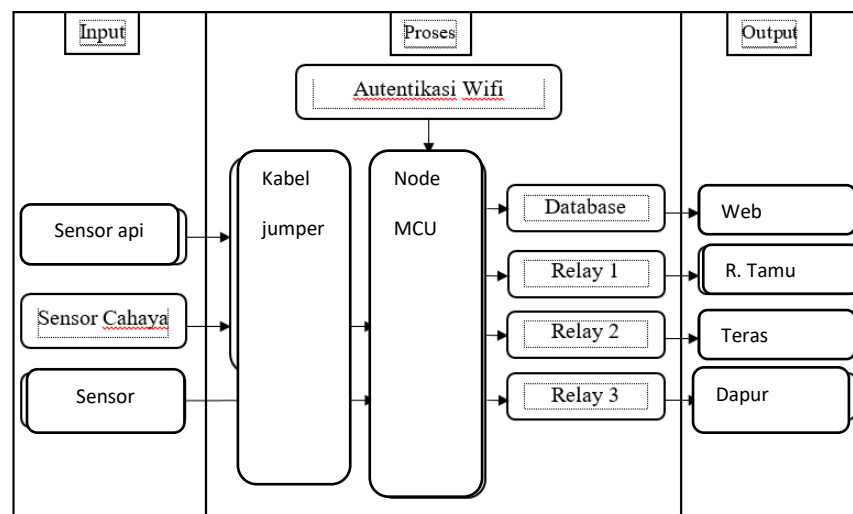 Input
Proses
Output
Autentikasi Wifi
Kabel
jumper
Node
MCU
Sensor api
Sensor Cahaya
Sensor
Database
Relay 1
Relay 2
Relay 3
Web
R. Tamu
Teras
Dapur